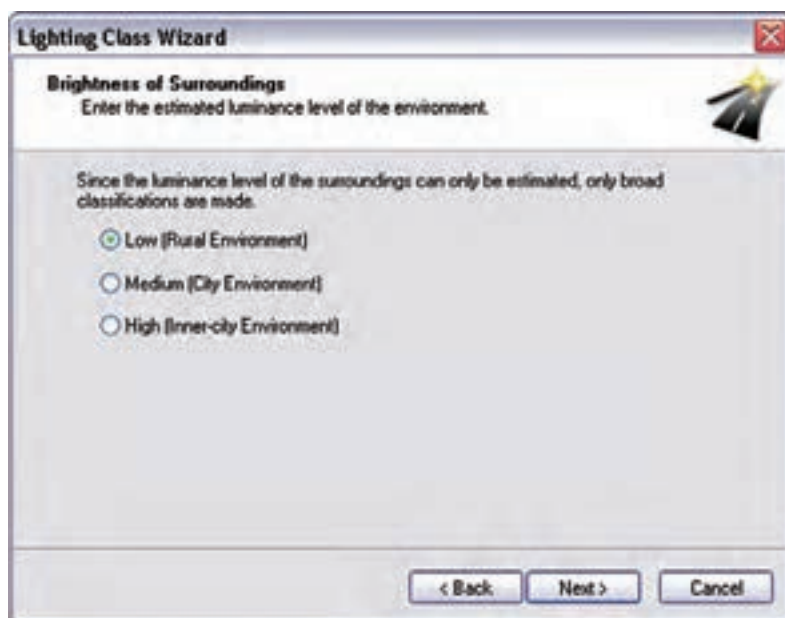 Lighting Class Wizard
Brightness of Surroundings
Enter the estimated luminance level of the environment.
Since the luminance level of the surroundings can only be estimated, only broad
classifications are made.
Low (Rural Environment)
Medium (City Environment)
High (Inner-city Environment)
< Back
Next >
Cancel